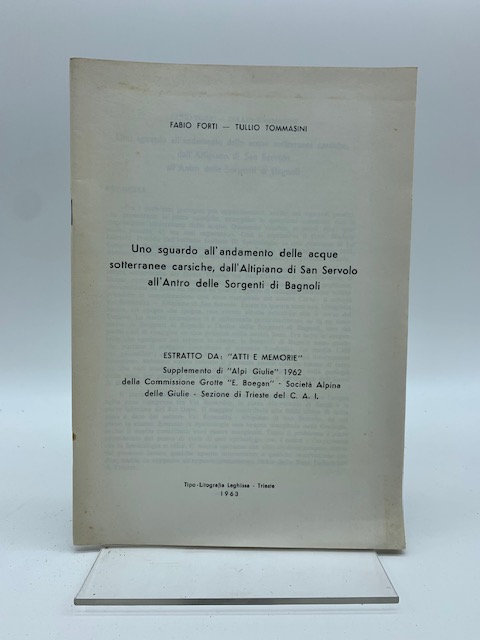 FABIO FORTI — TULLIO TOMMASINI
Uno sguardo all'andamento delle acque
sotterranee carsiche, dall'Altipiano di San Servolo
all'Antro delle Sorgenti di Bagnoli
ESTRATTO DA: "ATTI E MEMORIE"
Supplemento di "Alpi Giulie" 1962
della Commissione Grotte "E. Boegan" - Società Alpina
delle Giulie - Sezione di Trieste del C. A. I.
Tipo-Litografia Leghissa - Trieste
1963